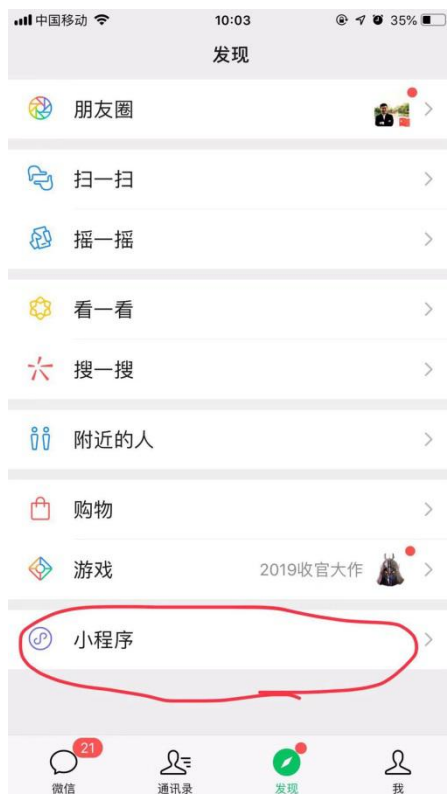 中国移动 10:03 35%
发现
朋友圈
扫一扫
摇一摇
看一看
搜一搜
附近的人
购物
游戏 2019收官大作
小程序
21
微信 通讯录 发现 我